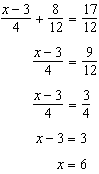 (x − 3)/4 + 8/12 = 17/12
(x − 3)/4 = 9/12
(x − 3)/4 = 3/4
x − 3 = 3
x = 6